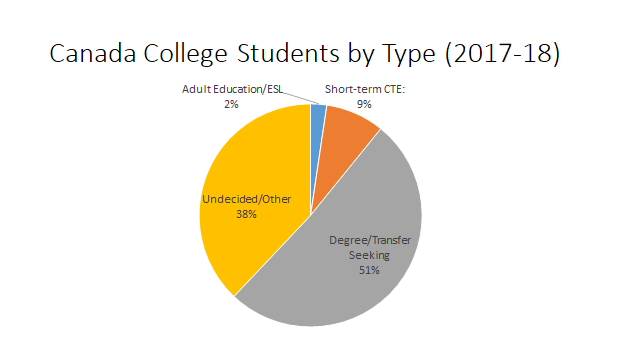 Canada College Students by Type (2017-18)
Adult Education/ESL
2%
Short-term CTE:
9%
Undecided/Other
38%
Degree/Transfer
Seeking
51%